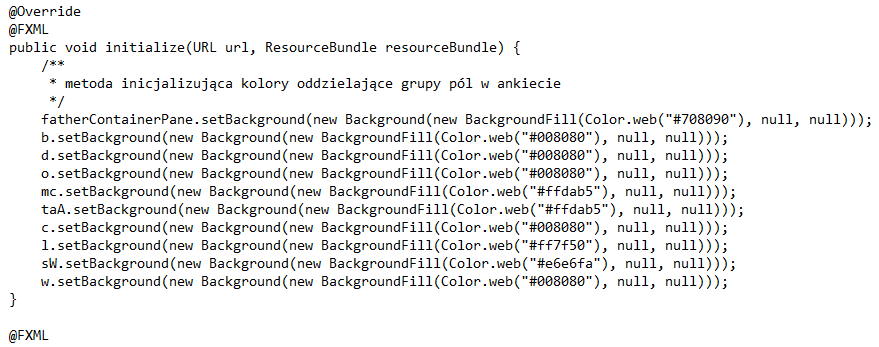 @Override
@FXML
public void initialize(URL url, ResourceBundle resourceBundle) {
    /**
     * metoda inicjalizująca kolory oddzielające grupy pól w ankiecie
     */
    fatherContainerPane.setBackground(new Background(new BackgroundFill(Color.web("#708090"), null, null)));
    b.setBackground(new Background(new BackgroundFill(Color.web("#008080"), null, null)));
    d.setBackground(new Background(new BackgroundFill(Color.web("#008080"), null, null)));
    o.setBackground(new Background(new BackgroundFill(Color.web("#008080"), null, null)));
    mc.setBackground(new Background(new BackgroundFill(Color.web("#ffdab5"), null, null)));
    taA.setBackground(new Background(new BackgroundFill(Color.web("#ffdab5"), null, null)));
    c.setBackground(new Background(new BackgroundFill(Color.web("#008080"), null, null)));
    l.setBackground(new Background(new BackgroundFill(Color.web("#ff7f50"), null, null)));
    sW.setBackground(new Background(new BackgroundFill(Color.web("#e6e6fa"), null, null)));
    w.setBackground(new Background(new BackgroundFill(Color.web("#008080"), null, null)));
}

@FXML